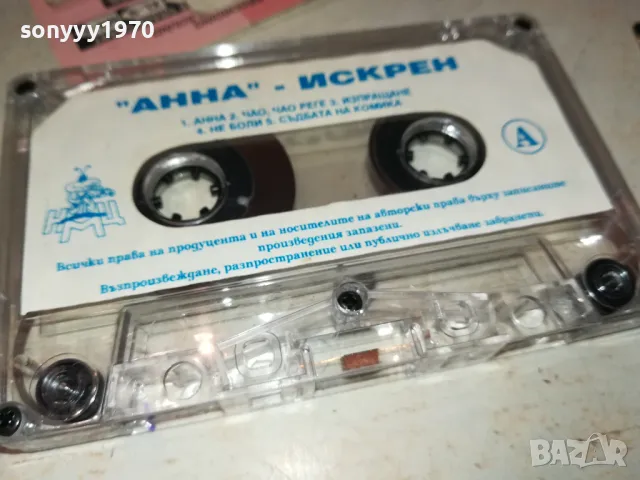 sonyyy1970
"АННА" - ИСКРЕН
1. АННА 2. ЧАО, ЧАО РЕГЕ 3. ИЗПРАЩАНЕ
4. НЕ БОЛИ 5. СЪДБАТА НА КОМИКА
A
Всички права на продуцента и на носителите на авторски права върху записаните
произведения запазени.
Възпроизвеждане, разпространение или публично излъчване забранени.
BAZAR